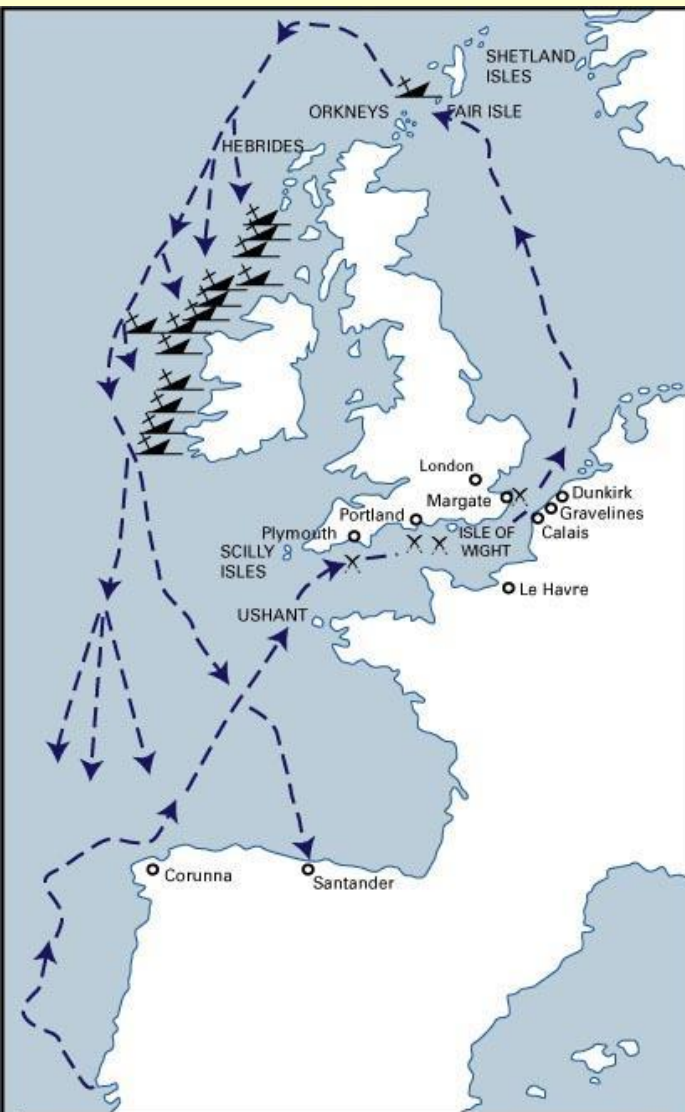 SHETLAND
ISLES
ORKNEYS
FAIR ISLE
HEBRIDES
London
Margate
Dunkirk
Gravelines
Calais
Portland
Plymouth
ISLE OF
WIGHT
SCILLY
ISLES
Le Havre
USHANT
Corunna
Santander